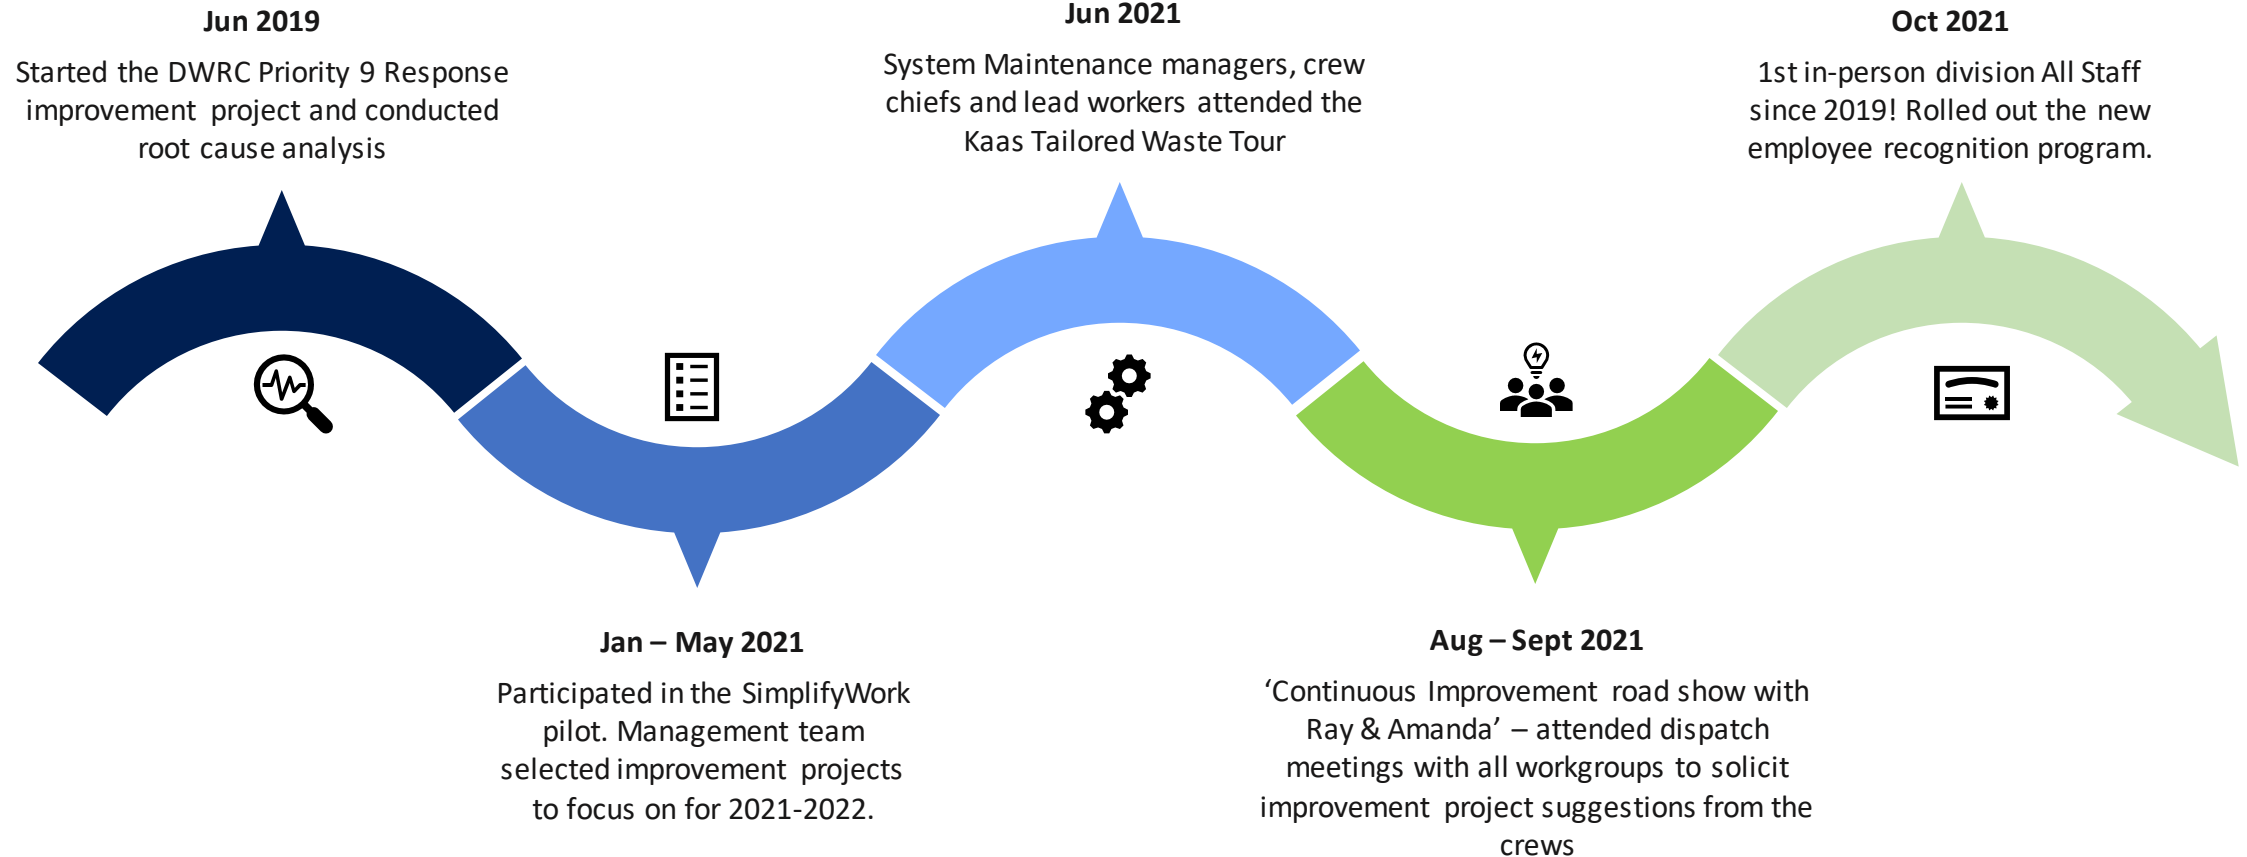 Jun 2019
Started the DWRC Priority 9 Response
improvement project and conducted
root cause analysis
Jan – May 2021
Participated in the SimplifyWork
pilot. Management team
selected improvement projects
to focus on for 2021-2022.
Jun 2021
System Maintenance managers, crew
chiefs and lead workers attended the
Kaas Tailored Waste Tour
Aug – Sept 2021
‘Continuous Improvement road show with
Ray & Amanda’ – attended dispatch
meetings with all workgroups to solicit
improvement project suggestions from the
crews
Oct 2021
1st in-person division All Staff
since 2019! Rolled out the new
employee recognition program.